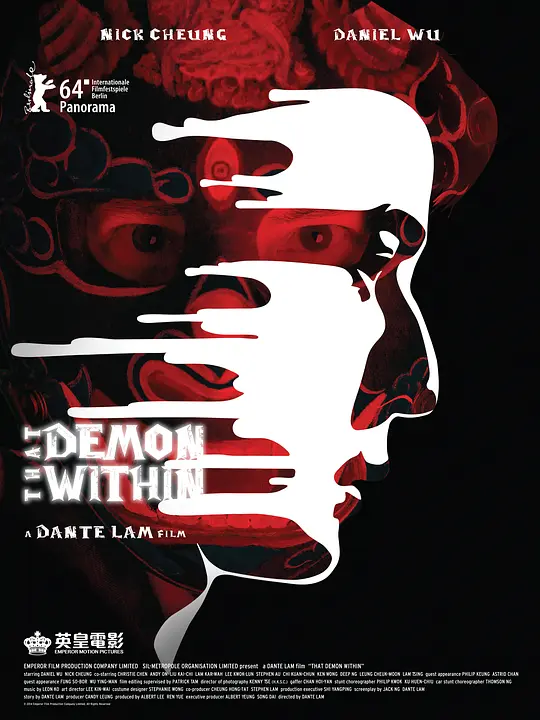 NICK CHEUNG DANIEL WU
Berlinale
64 Internationale
Filmfestspiele
Berlin
Panorama
THAT
DEMON
WITHIN
A DANTE LAM FILM
英皇電影
EMPEROR MOTION PICTURES
EMPEROR FILM PRODUCTION COMPANY LIMITED SIL-METROPOLE ORGANISATION LIMITED present a DANTE LAM film "THAT DEMON WITHIN"
starring DANIEL WU NICK CHEUNG co-starring CHRISTIE CHEN ANDY ON LIU KAI-CHI LAM KAR-WAH LEE KWOK-LUN STEPHEN AU CHI KUAN-CHUN KEN WONG DEEP NG LEUNG CHEUK-MOON LAM TSING guest appearance PHILIP KEUNG ASTRID CHAN
guest appearance FUNG SO-BOR WU YING-MAN film editing supervised by PATRICK TAM director of photography KENNY TSE (H.K.S.C.) gaffer CHAN HOI-YAN stunt choreographer PHILIP KWOK KU HUEN-CHIU car stunt choreographer THOMSON NG
music by LEON KO art director LEE KIN-WAI costume designer STEPHANIE WONG co-producer CHEUNG HONG-TAT STEPHEN LAM production executive SHI YANGPING screenplay by JACK NG DANTE LAM
story by DANTE LAM producer CANDY LEUNG produced by ALBERT LEE REN YUE executive producer ALBERT YEUNG SONG DAI directed by DANTE LAM